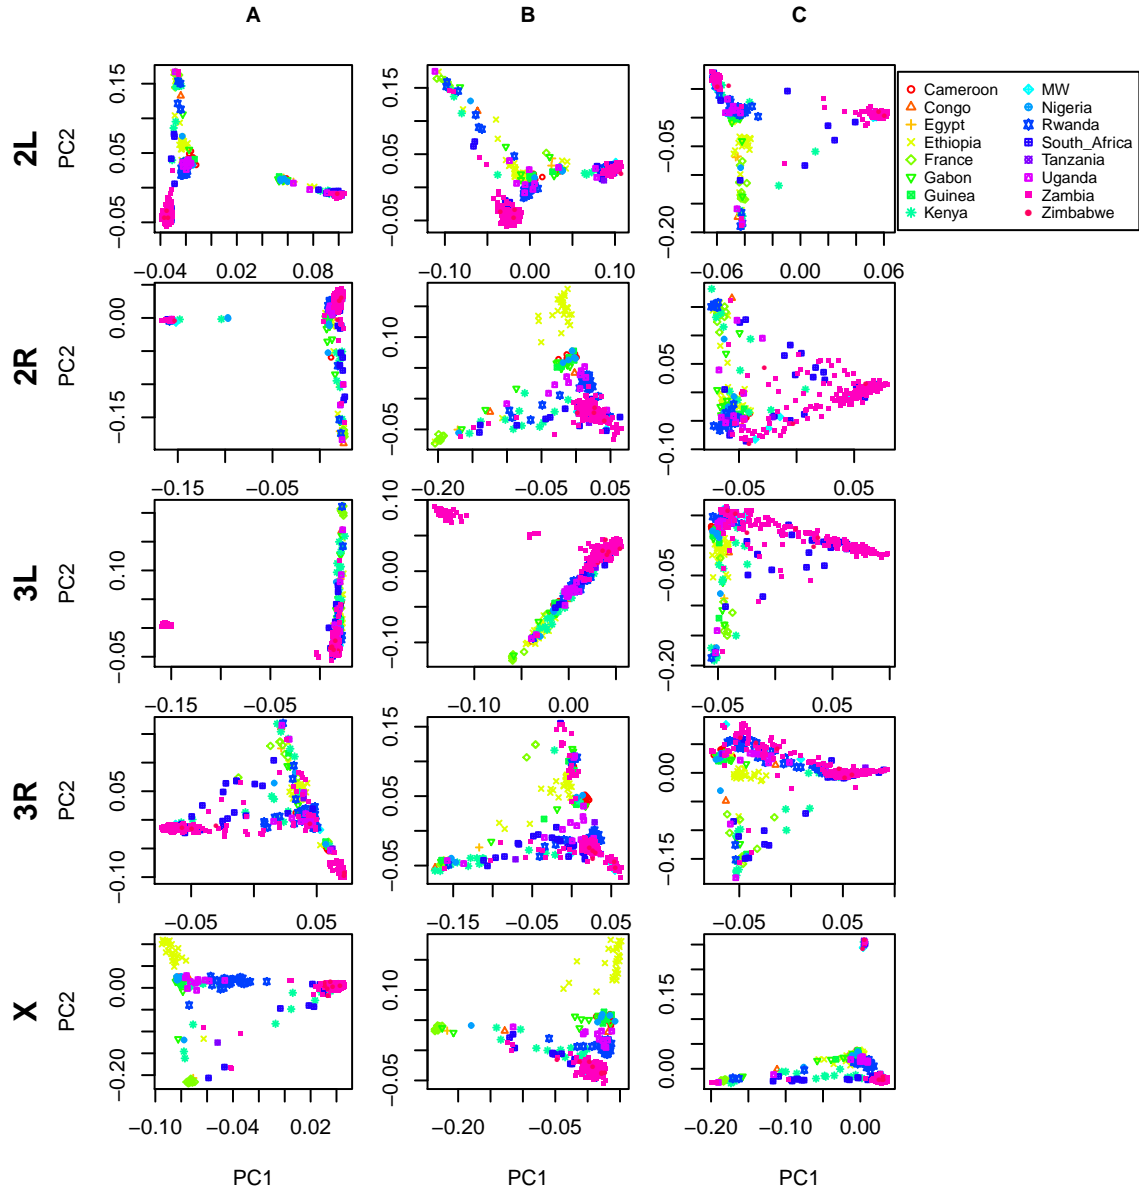 A B C
2L
PC2
0.15
0.05
−0.05
−0.04 0.02 0.08
−0.10 0.00 0.10
−0.05
−0.20
−0.06 0.00 0.06
Cameroon
Congo
Egypt
Ethiopia
France
Gabon
Guinea
Kenya
MW
Nigeria
Rwanda
South_Africa
Tanzania
Uganda
Zambia
Zimbabwe
2R
PC2
0.00
−0.15
−0.15 −0.05
0.10
0.00
−0.05
−0.20 −0.05 0.05
0.05
−0.10
−0.05 0.05
3L
PC2
0.10
−0.05
−0.15 −0.05
0.10
0.00
−0.10
−0.10 0.00
−0.05
−0.20
−0.05 0.05
3R
PC2
0.05
−0.10
−0.05 0.05
0.15
0.05
−0.05
−0.15 −0.05 0.05
0.00
−0.15
−0.05 0.05
X
PC2
0.00
−0.20
−0.10 −0.04 0.02
0.10
−0.05
−0.20 −0.05
0.15
0.00
−0.20 −0.10 0.00
PC1 PC1 PC1